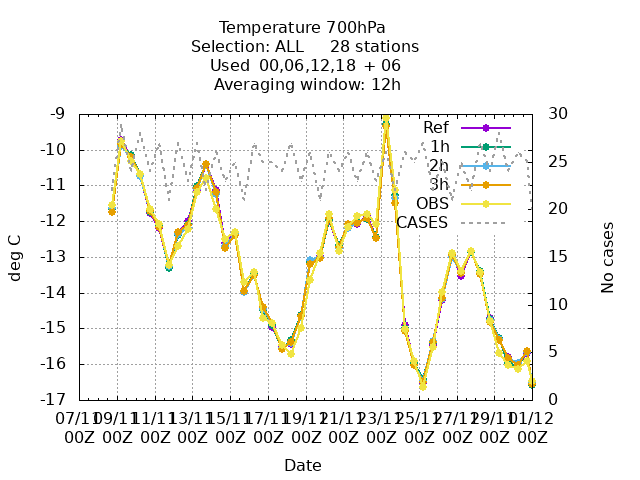 Temperature 700hPa
Selection: ALL 28 stations
Used 00,06,12,18 + 06
Averaging window: 12h
-9 30
Ref
1h
-10 25
2h
-11 3h
OBS 20
-12 CASES
-13 15
deg C No cases
-14 10
-15
-16 5
-17 0
07/11 09/11 11/11 13/11 15/11 17/11 19/11 21/11 23/11 25/11 27/11 29/11 01/12
00Z 00Z 00Z 00Z 00Z 00Z 00Z 00Z 00Z 00Z 00Z 00Z 00Z
Date